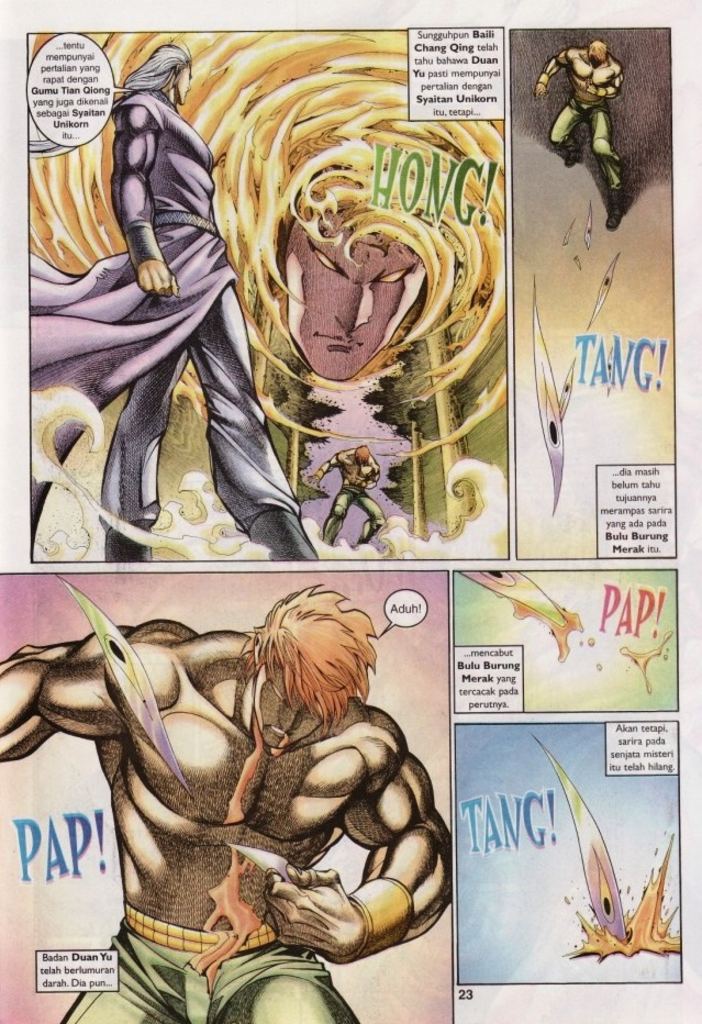 ...tentu
mempunyai
pertalian yang
rapat dengan
Gumu Tian Qiong
yang juga dikenali
sebagai Syaitan
Unikorn
itu...
Sungguhpun Baili
Chang Qing telah
tahu bahawa Duan
Yu pasti mempunyai
pertalian dengan
Syaitan Unikorn
itu, tetapi...
HONG!
TANG!
...dia masih
belum tahu
tujuannya
merampas sarira
yang ada pada
Bulu Burung
Merak itu.
Aduh!
PAP!
Badan Duan Yu
telah berlumuran
darah. Dia pun...
PAP!
...mencabut
Bulu Burung
Merak yang
tercacak pada
perutnya.
Akan tetapi,
sarira pada
senjata misteri
itu telah hilang.
TANG!
23